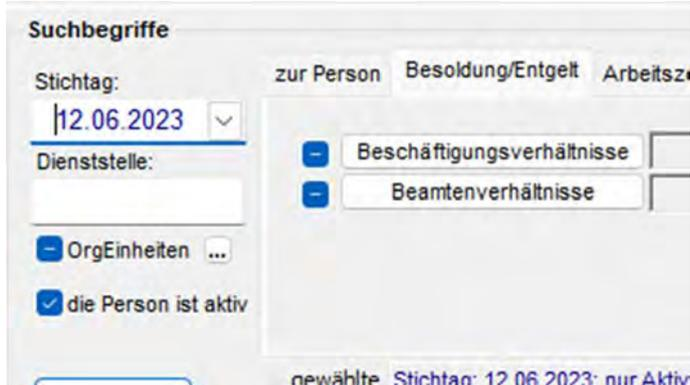 Suchbegriffe
Stichtag:
12.06.2023
Dienststelle:
OrgEinheiten ...
die Person ist aktiv
zur Person Besoldung/Entgelt
Beschäftigungsverhältnisse
Beamtenverhältnisse
gewählte Stichtag: 12.06.2023; nur Aktiv